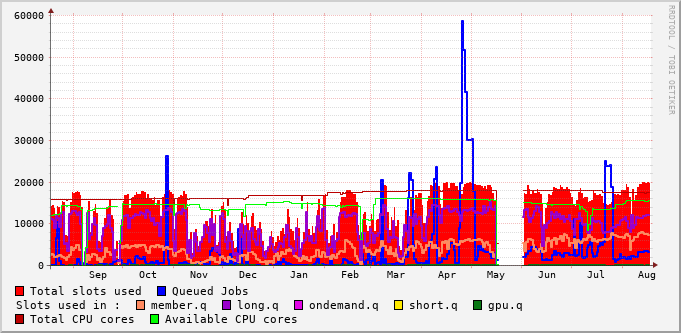 60000
50000
40000
30000
20000
10000
0
Sep Oct Nov Dec Jan Feb Mar Apr May Jun Jul Aug
RRDTOOL / TOBI OETIKER
Total slots used Queued Jobs
Slots used in : member.q long.q ondemand.q short.q gpu.q
Total CPU cores Available CPU cores